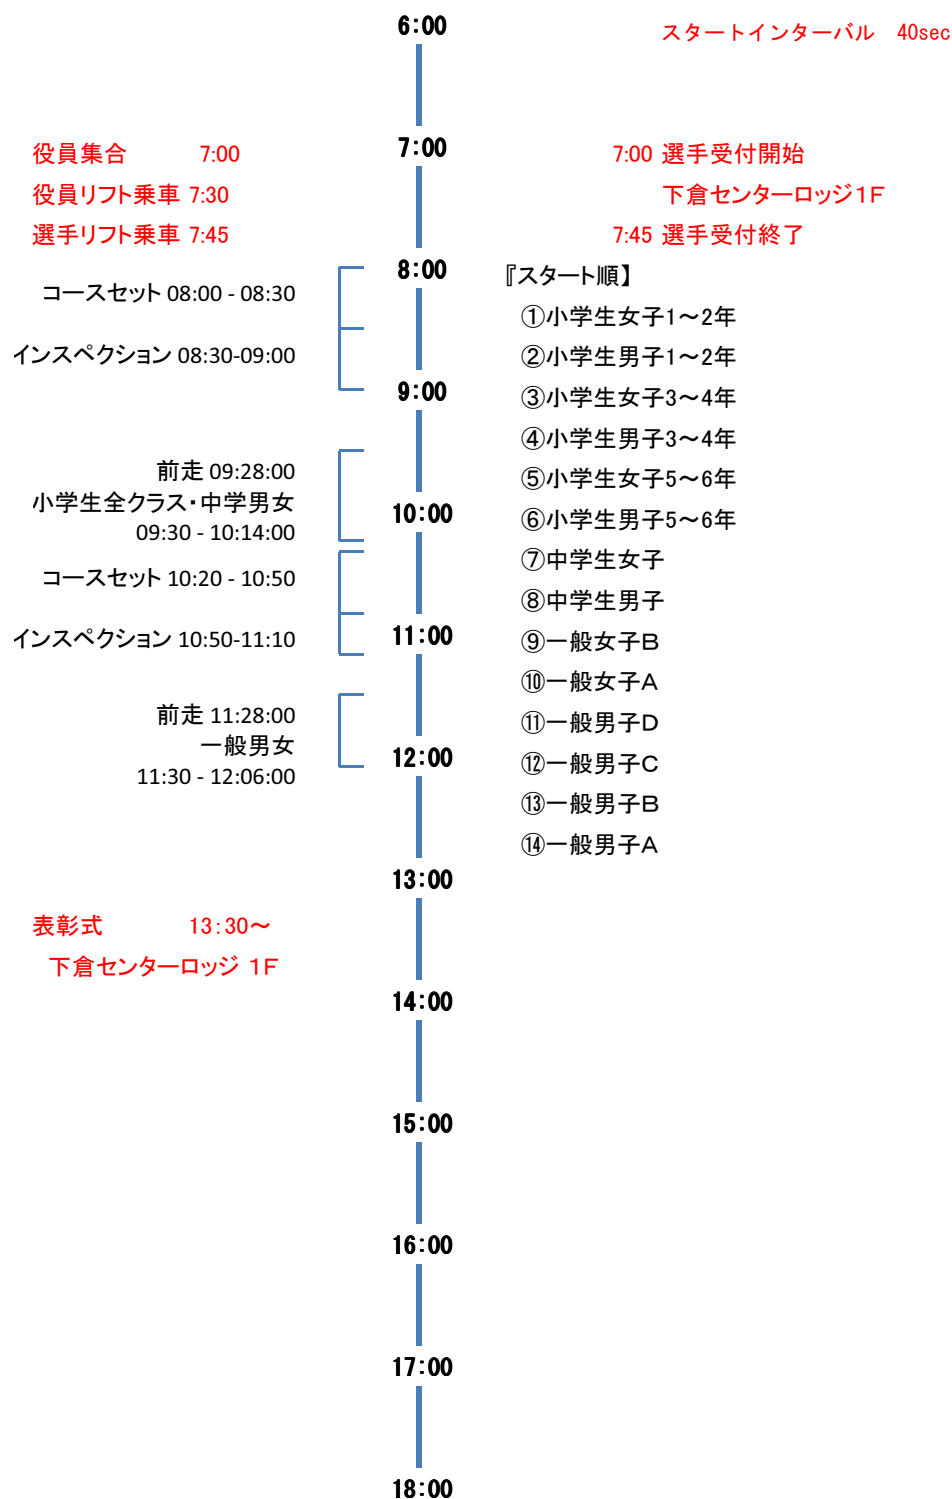 6:00
スタートインターバル 40sec
役員集合 7:00
7:00
7:00 選手受付開始
役員リフト乗車 7:30
下倉センターロッジ1F
選手リフト乗車 7:45
7:45 選手受付終了
8:00
『スタート順】
コースセット 08:00 - 08:30
①小学生女子1～2年
インスペクション 08:30-09:00
②小学生男子1～2年
9:00
③小学生女子3～4年
④小学生男子3～4年
前走 09:28:00
⑤小学生女子5～6年
小学生全クラス・中学男女
10:00
⑥小学生男子5～6年
09:30 - 10:14:00
⑦中学生女子
コースセット 10:20 - 10:50
⑧中学生男子
インスペクション 10:50-11:10
11:00
⑨一般女子B
⑩一般女子A
前走 11:28:00
⑪一般男子D
一般男女
12:00
⑫一般男子C
11:30 - 12:06:00
⑬一般男子B
⑭一般男子A
13:00
表彰式 13:30～
下倉センターロッジ 1F
14:00
15:00
16:00
17:00
18:00